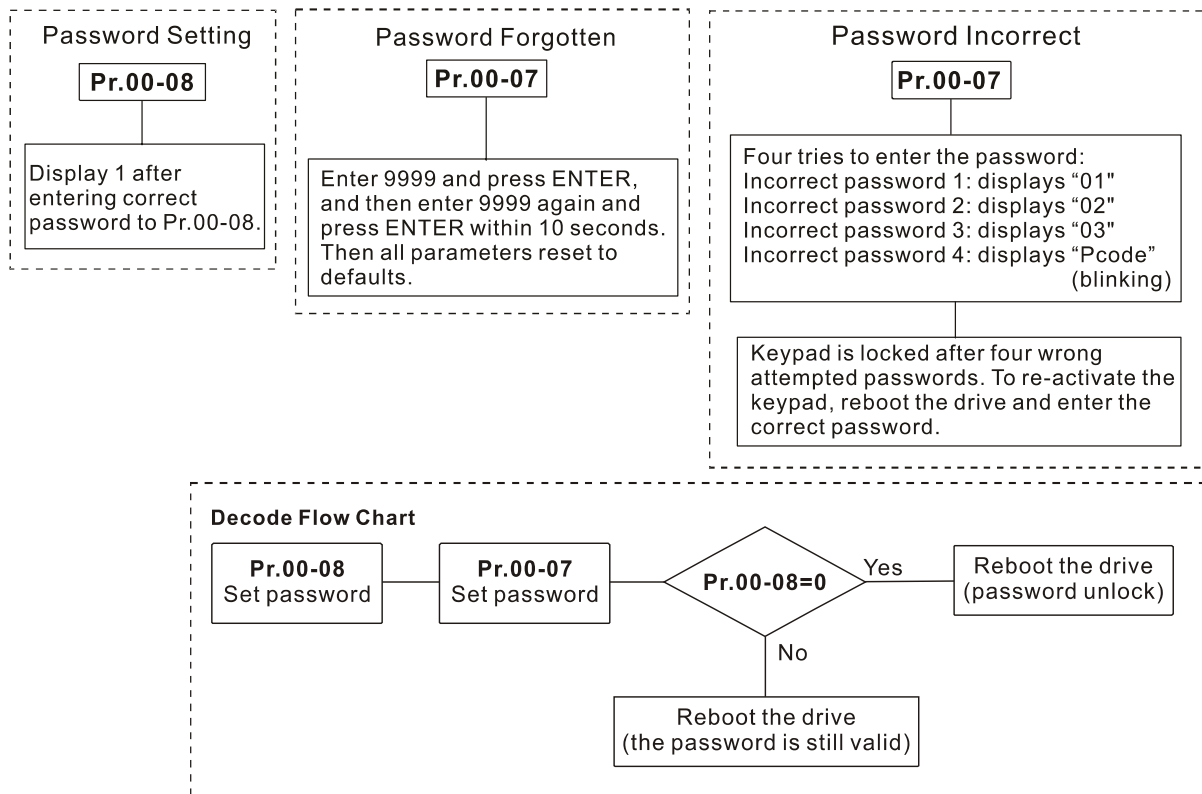 Password Setting
Pr.00-08
Display 1 after
entering correct
password to Pr.00-08.
Password Forgotten
Pr.00-07
Enter 9999 and press ENTER,
and then enter 9999 again and
press ENTER within 10 seconds.
Then all parameters reset to
defaults.
Password Incorrect
Pr.00-07
Four tries to enter the password:
Incorrect password 1: displays “01"
Incorrect password 2: displays “02"
Incorrect password 3: displays “03"
Incorrect password 4: displays “Pcode”
(blinking)
Keypad is locked after four wrong
attempted passwords. To re-activate the
keypad, reboot the drive and enter the
correct password.
Decode Flow Chart
Pr.00-08
Set password
Pr.00-07
Set password
Pr.00-08=0
Yes
Reboot the drive
(password unlock)
No
Reboot the drive
(the password is still valid)